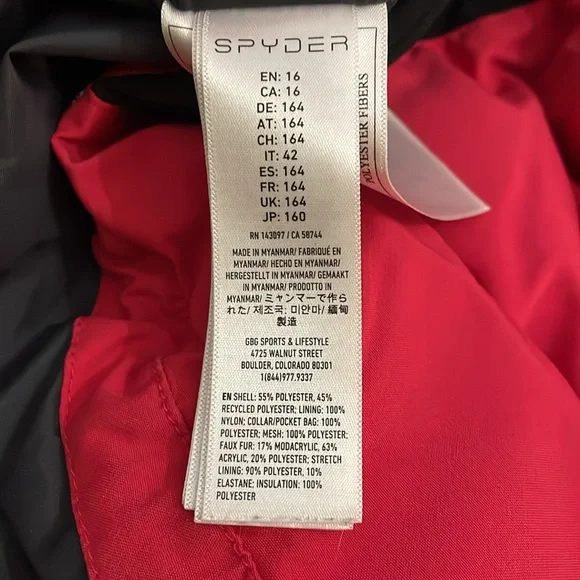 SPYDER
EN: 16
CA: 16
DE: 164
AT: 164
CH: 164
IT: 42
ES: 164
FR: 164
UK: 164
JP: 160
RN 143097 / CA 58744
MADE IN MYANMAR/ FABRIQUÉ EN
MYANMAR/ HECHO EN MYANMAR/
HERGESTELLT IN MYANMAR/ GEMAAKT
IN MYANMAR/ PRODOTTO IN
MYANMAR/ ミャンマーで作ら
れた/ 제조국: 미얀마/ 緬甸
製造
GBG SPORTS & LIFESTYLE
4725 WALNUT STREET
BOULDER, COLORADO 80301
1(844)977.9337
EN SHELL: 55% POLYESTER, 45%
RECYCLED POLYESTER; LINING: 100%
NYLON; COLLAR/POCKET BAG: 100%
POLYESTER; MESH: 100% POLYESTER;
FAUX FUR: 17% MODACRYLIC, 63%
ACRYLIC, 20% POLYESTER; STRETCH
LINING: 90% POLYESTER, 10%
ELASTANE; INSULATION: 100%
POLYESTER
POLYESTER FIBERS